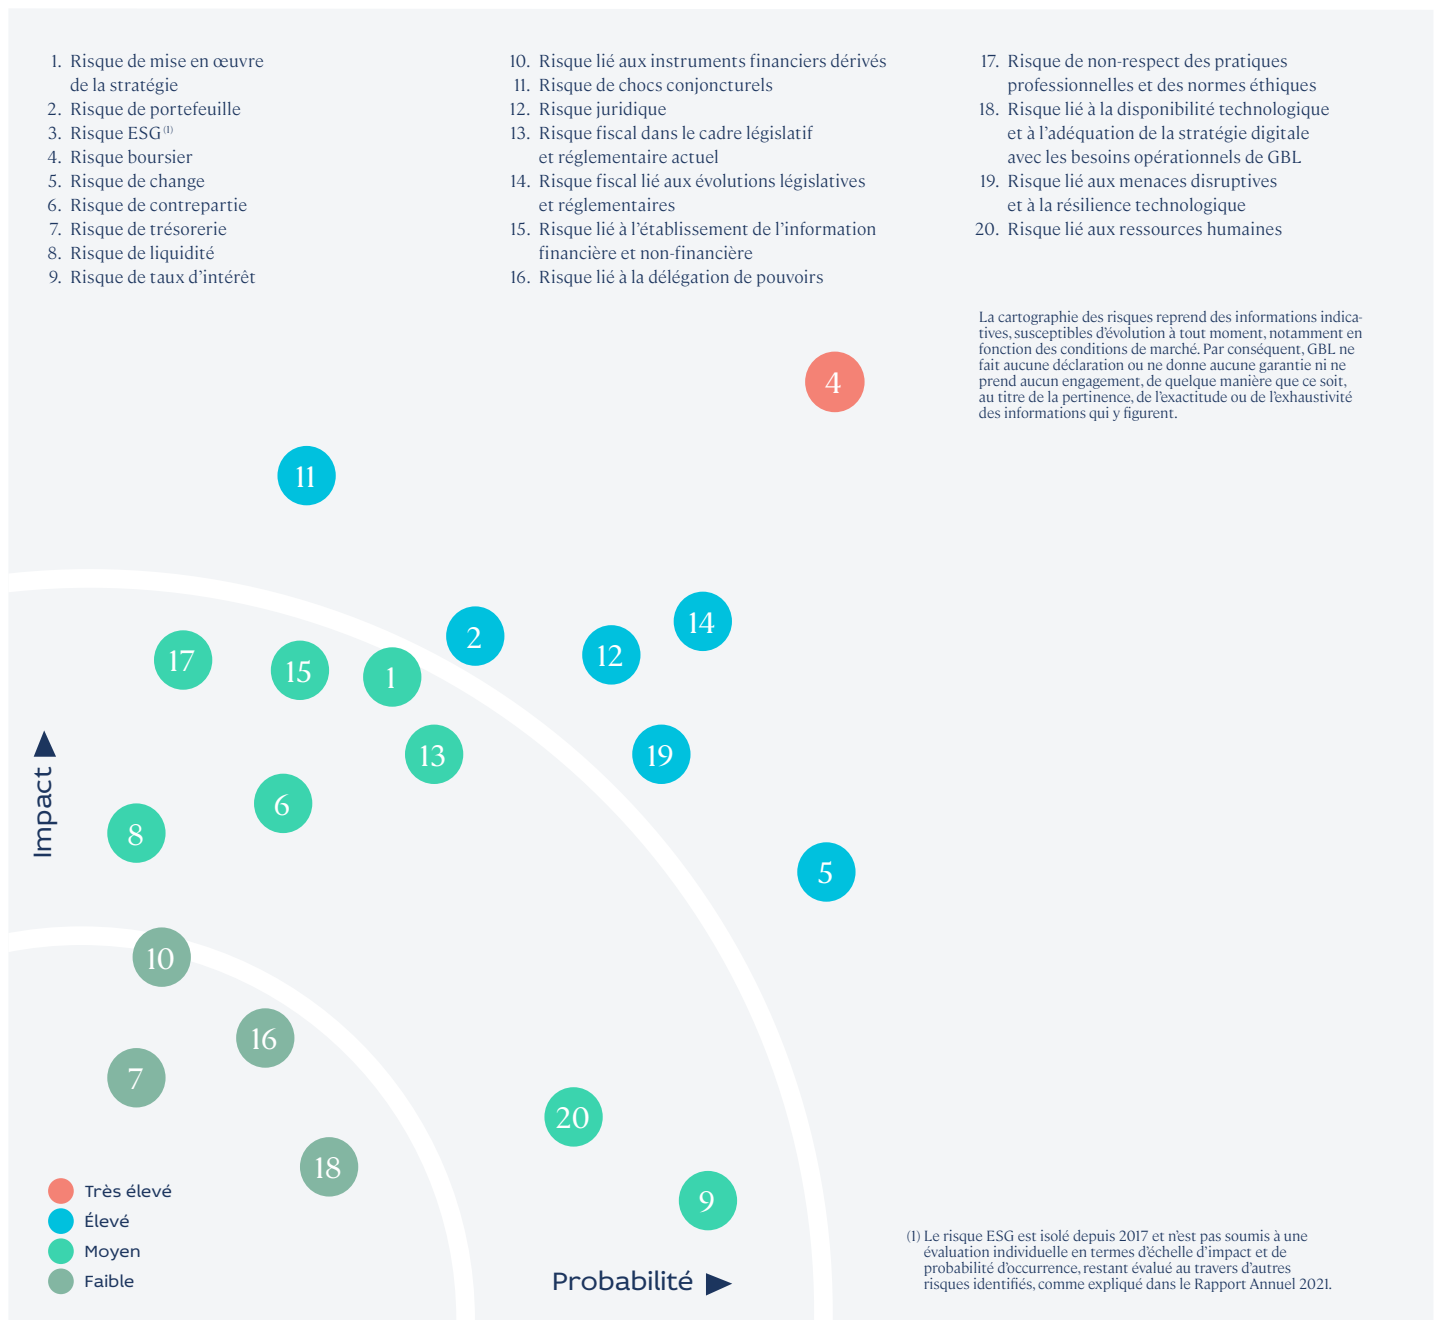 1. Risque de mise en œuvre
de la stratégie
2. Risque de portefeuille
3. Risque ESG(1)
4. Risque boursier
5. Risque de change
6. Risque de contrepartie
7. Risque de trésorerie
8. Risque de liquidité
9. Risque de taux d’intérêt
10. Risque lié aux instruments financiers dérivés
11. Risque de chocs conjoncturels
12. Risque juridique
13. Risque fiscal dans le cadre législatif
et réglementaire actuel
14. Risque fiscal lié aux évolutions législatives
et réglementaires
15. Risque lié à l’établissement de l’information
financière et non-financière
16. Risque lié à la délégation de pouvoirs
17. Risque de non-respect des pratiques
professionnelles et des normes éthiques
18. Risque lié à la disponibilité technologique
et à l’adéquation de la stratégie digitale
avec les besoins opérationnels de GBL
19. Risque lié aux menaces disruptives
et à la résilience technologique
20. Risque lié aux ressources humaines
La cartographie des risques reprend des informations indica-
tives, susceptibles d’évolution à tout moment, notamment en
fonction des conditions de marché. Par conséquent, GBL ne
fait aucune déclaration ou ne donne aucune garantie ni ne
prend aucun engagement, de quelque manière que ce soit,
au titre de la pertinence, de l’exactitude ou de l’exhaustivité
des informations qui y figurent.
4
11
14
2
12
17
15
1
13
19
6
8
5
10
16
7
20
18
9
Impact
Très élevé
Élevé
Moyen
Faible
Probabilité
(1) Le risque ESG est isolé depuis 2017 et n’est pas soumis à une
évaluation individuelle en termes d’échelle d’impact et de
probabilité d’occurrence, restant évalué au travers d’autres
risques identifiés, comme expliqué dans le Rapport Annuel 2021.